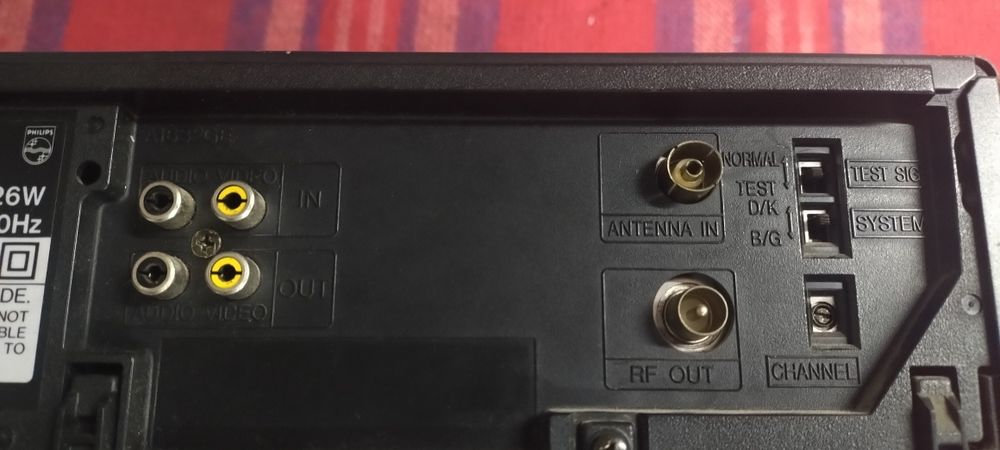 PHILIPS
26W
0Hz
DE.
NOT
BLE
TO
AUDIO VIDEO
IN
OUT
AUDIO VIDEO
ANTENNA IN
RF OUT
NORMAL
TEST
D/K
B/G
TEST SIG
SYSTEM
CHANNEL